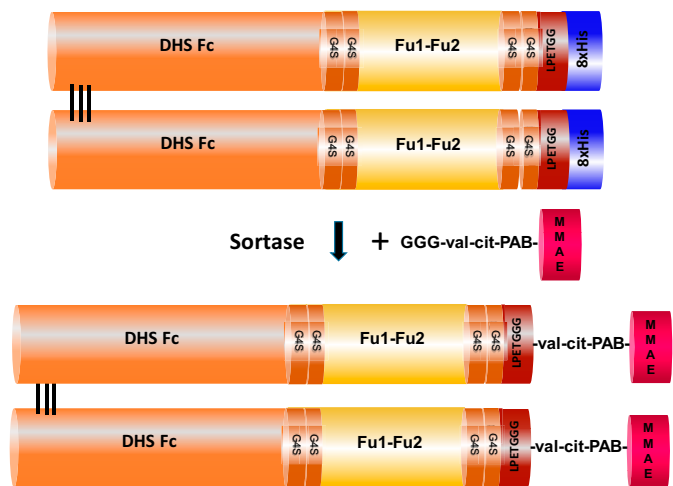 DHS Fc G4S G4S Fu1-Fu2 G4S G4S LPETGG 8xHis
DHS Fc G4S G4S Fu1-Fu2 G4S G4S LPETGG 8xHis
Sortase + GGG-val-cit-PAB- MMAE
DHS Fc G4S G4S Fu1-Fu2 G4S G4S LPETGGG -val-cit-PAB- MMAE
DHS Fc G4S G4S Fu1-Fu2 G4S G4S LPETGGG -val-cit-PAB- MMAE